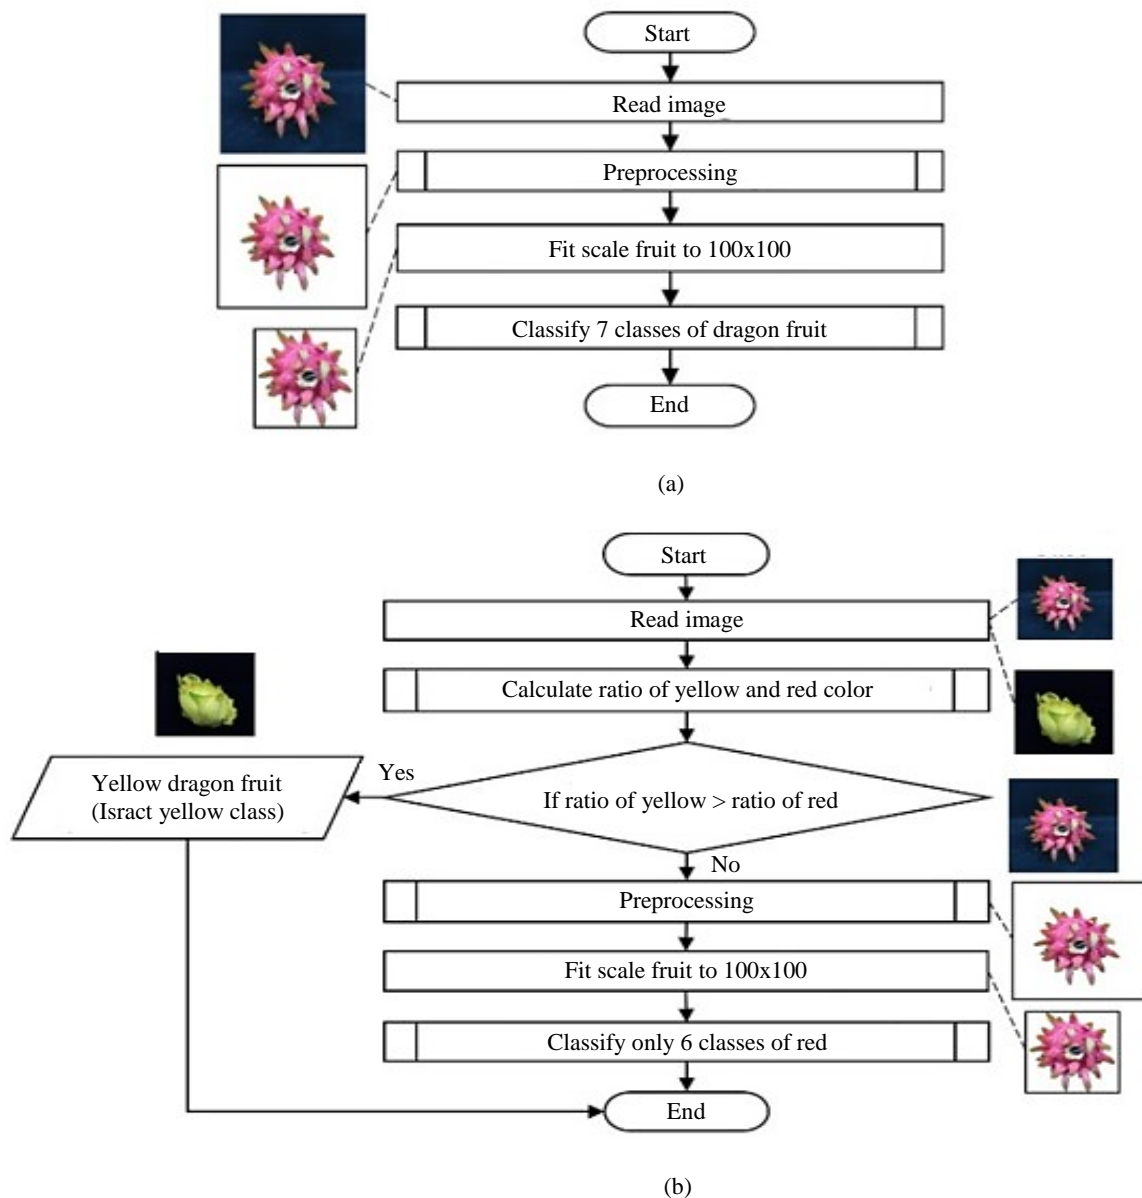 Start
Read image
Preprocessing
Fit scale fruit to 100x100
Classify 7 classes of dragon fruit
End
(a)
Start
Read image
Calculate ratio of yellow and red color
Yes
Yellow dragon fruit
(Isract yellow class)
If ratio of yellow > ratio of red
No
Preprocessing
Fit scale fruit to 100x100
Classify only 6 classes of red
End
(b)